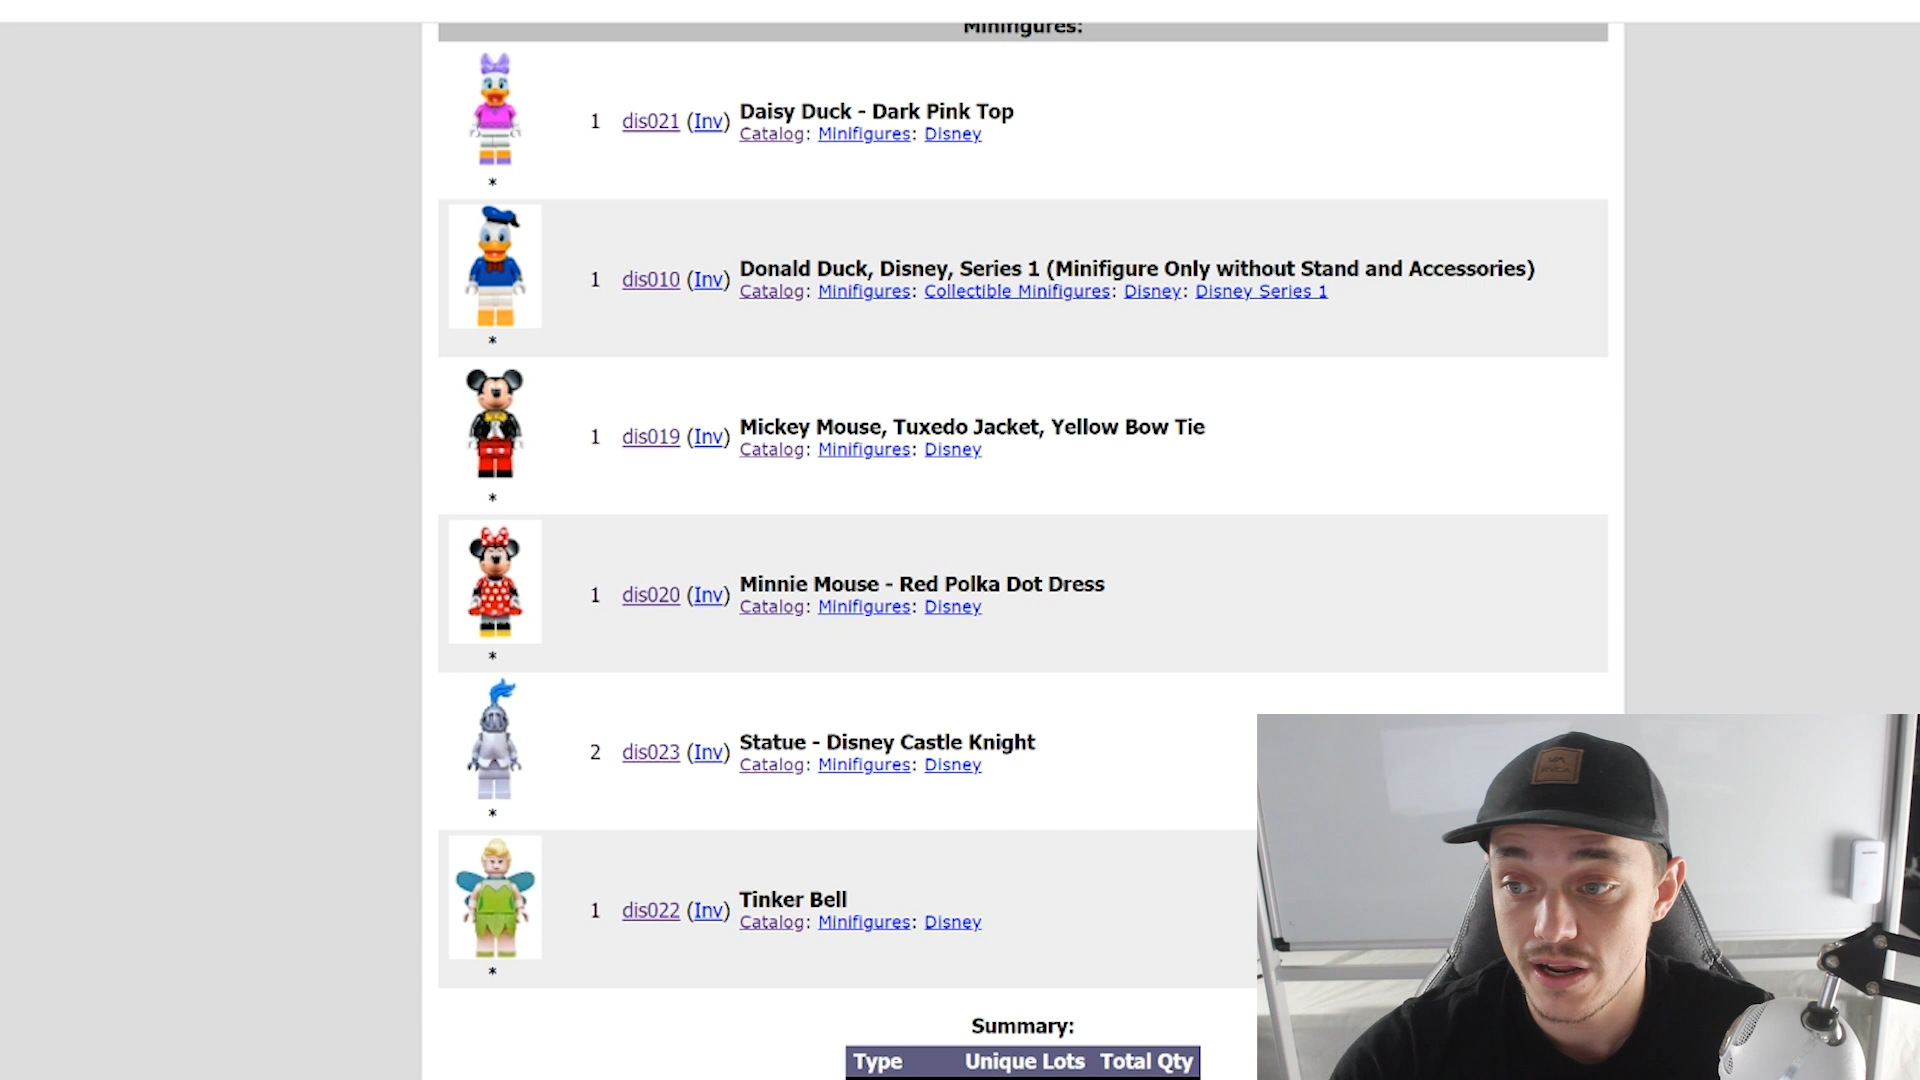 Minifigures:
1 dis021 (Inv) Daisy Duck - Dark Pink Top
Catalog: Minifigures: Disney
*
1 dis010 (Inv) Donald Duck, Disney, Series 1 (Minifigure Only without Stand and Accessories)
Catalog: Minifigures: Collectible Minifigures: Disney: Disney Series 1
*
1 dis019 (Inv) Mickey Mouse, Tuxedo Jacket, Yellow Bow Tie
Catalog: Minifigures: Disney
*
1 dis020 (Inv) Minnie Mouse - Red Polka Dot Dress
Catalog: Minifigures: Disney
*
2 dis023 (Inv) Statue - Disney Castle Knight
Catalog: Minifigures: Disney
*
1 dis022 (Inv) Tinker Bell
Catalog: Minifigures: Disney
*
Summary:
Type Unique Lots Total Qty